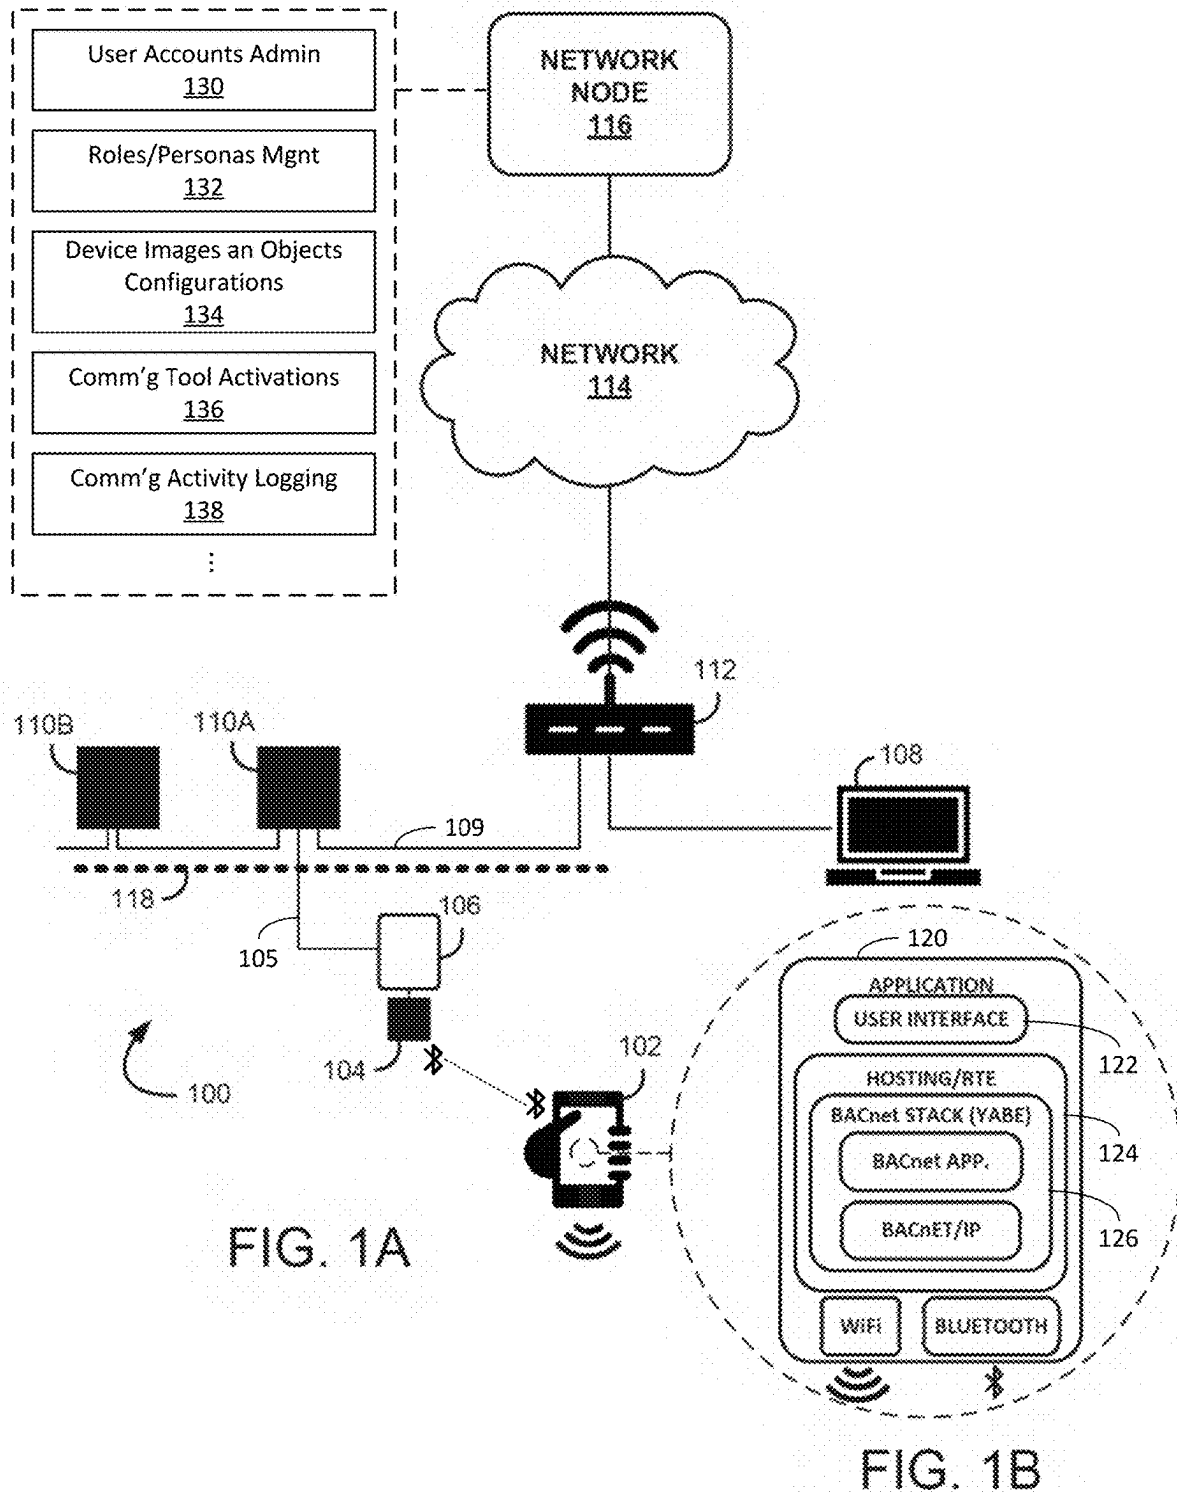 User Accounts Admin
130
Roles/Personas Mgnt
132
Device Images an Objects
Configurations
134
Comm'g Tool Activations
136
Comm'g Activity Logging
138
⋮
NETWORK
NODE
116
NETWORK
114
112
110B
110A
108
109
118
105
106
104
102
100
FIG. 1A
120
APPLICATION
USER INTERFACE
122
HOSTING/RTE
BACnet STACK (YABE)
124
BACnet APP.
BACnET/IP
126
WiFi
BLUETOOTH
FIG. 1B